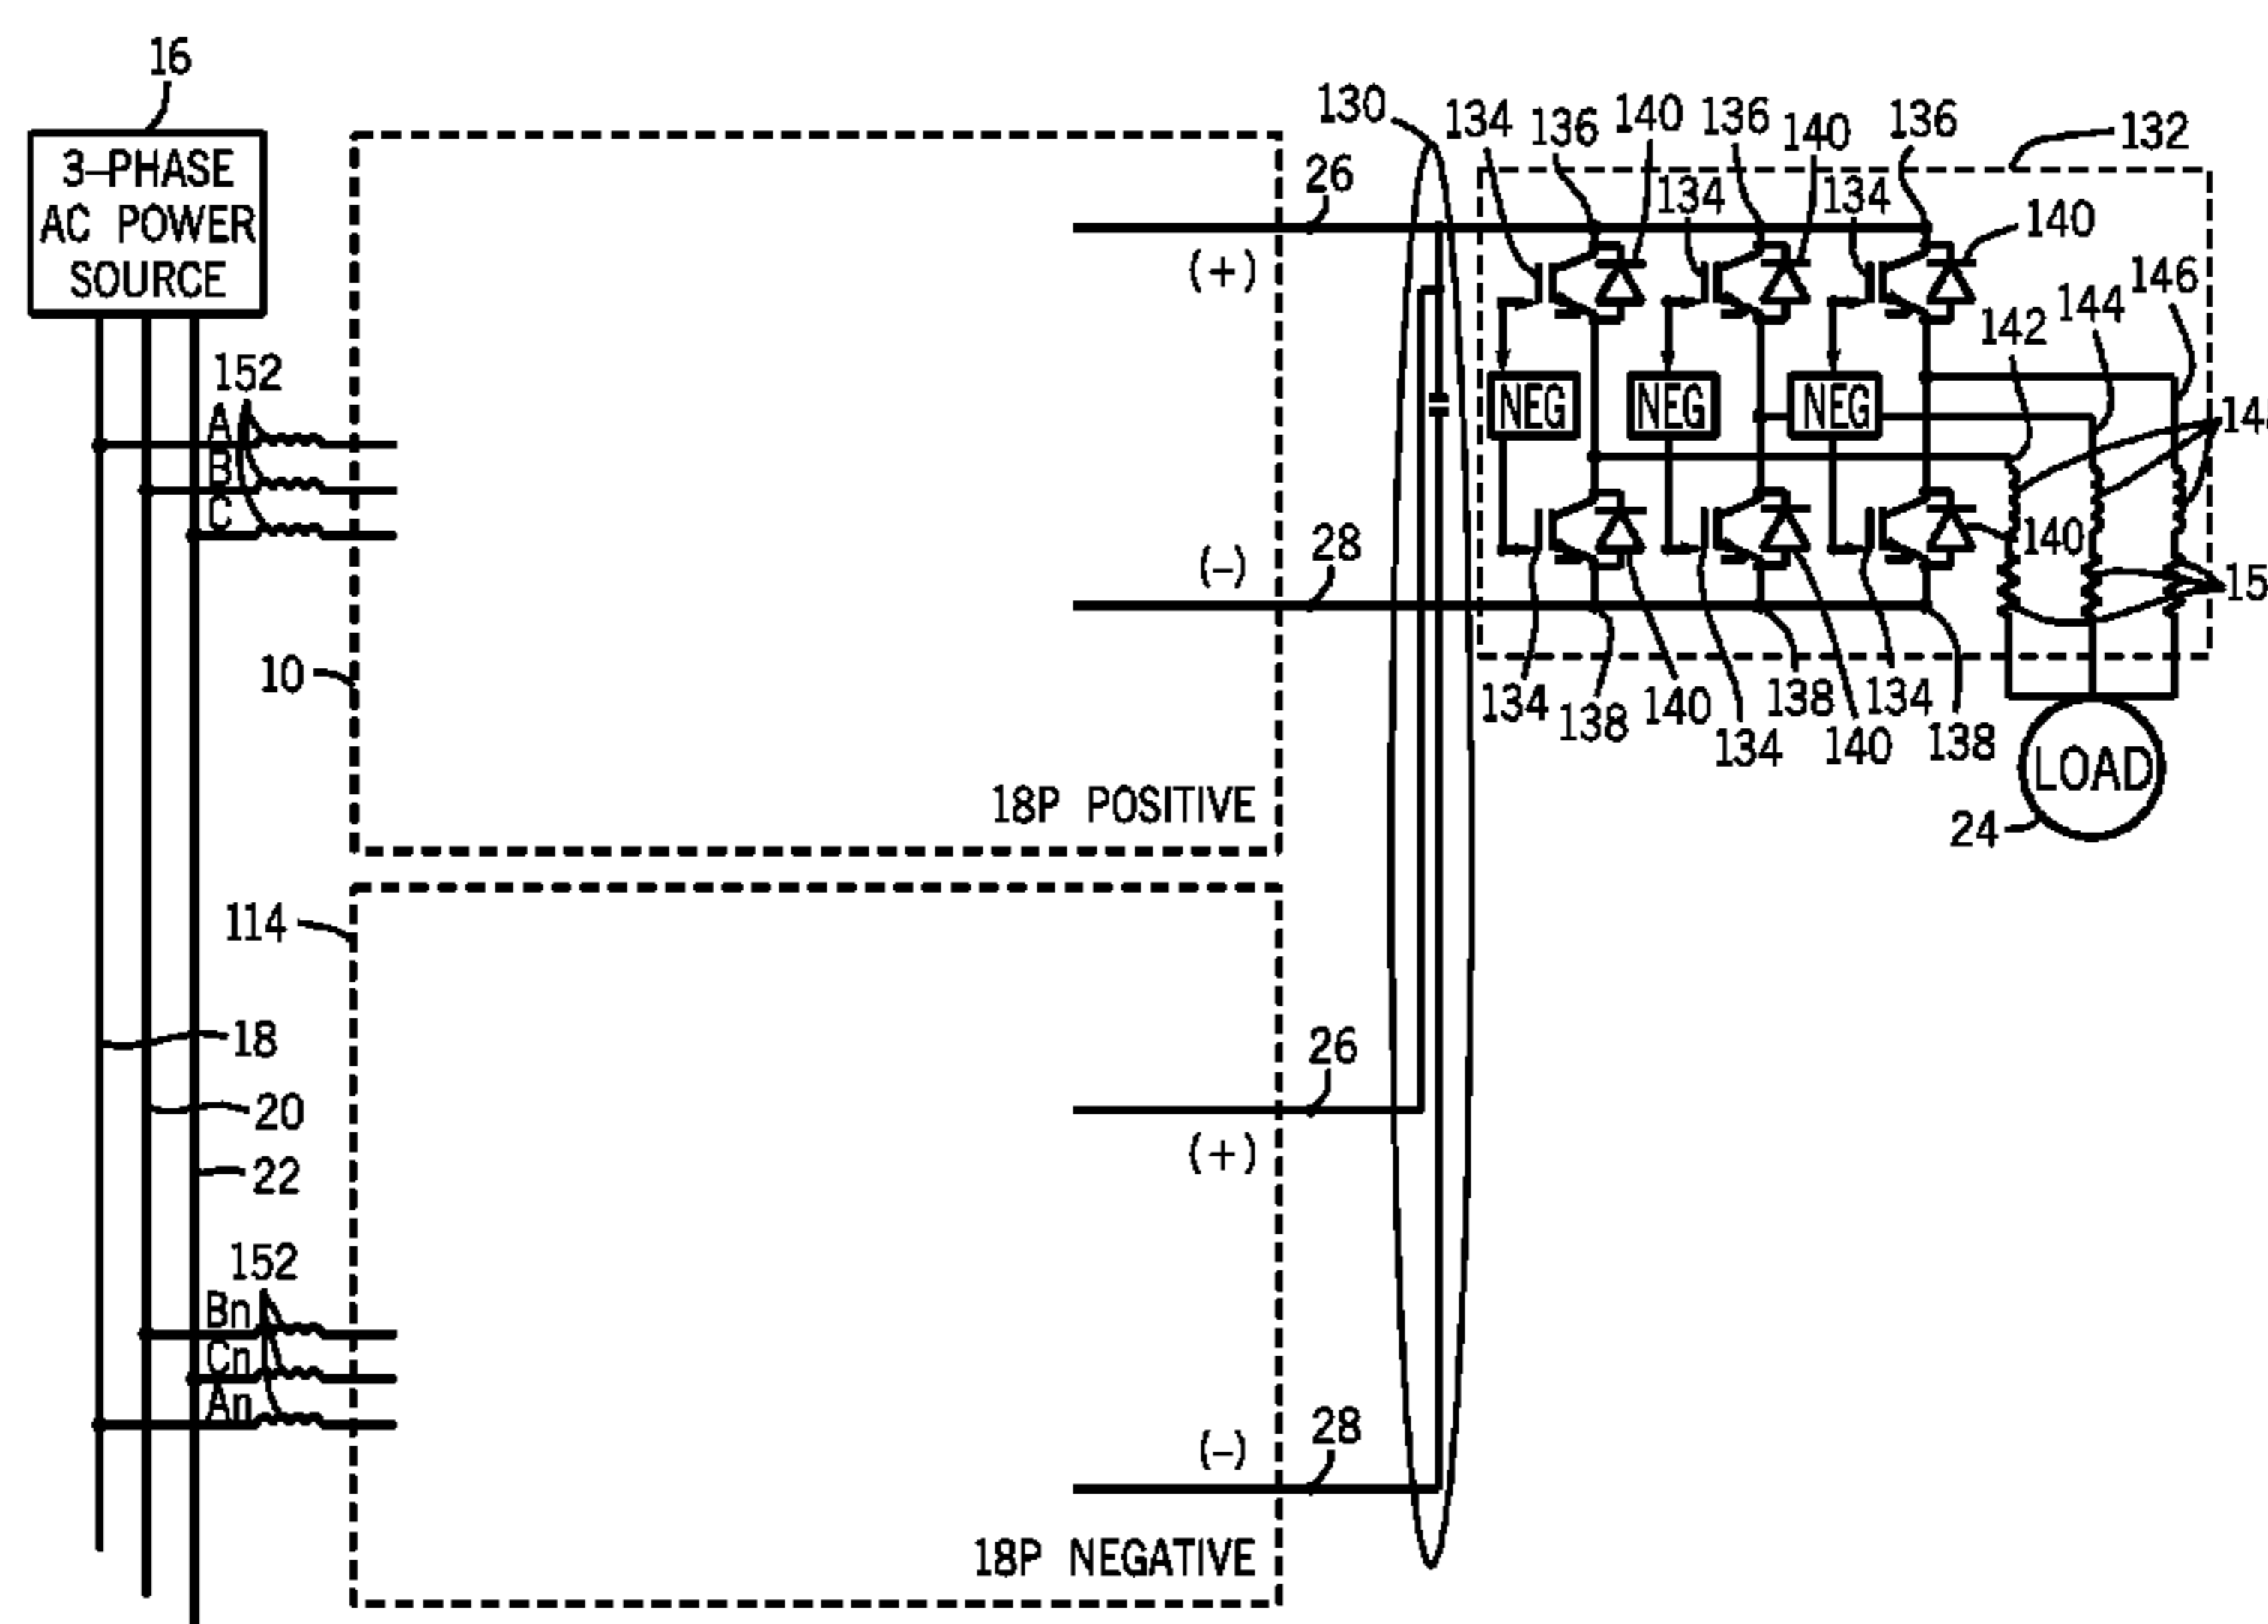 16
3–PHASE
AC POWER
SOURCE
152
A
B
C
10
18P POSITIVE
26
(+)
28
(–)
130
134
136
140
136
140
136
132
134
134
140
142
144
146
NEG
NEG
NEG
140
134
138
140
134
138
140
134
138
LOAD
24
114
18
20
22
152
Bn
Cn
An
26
(+)
28
(–)
18P NEGATIVE